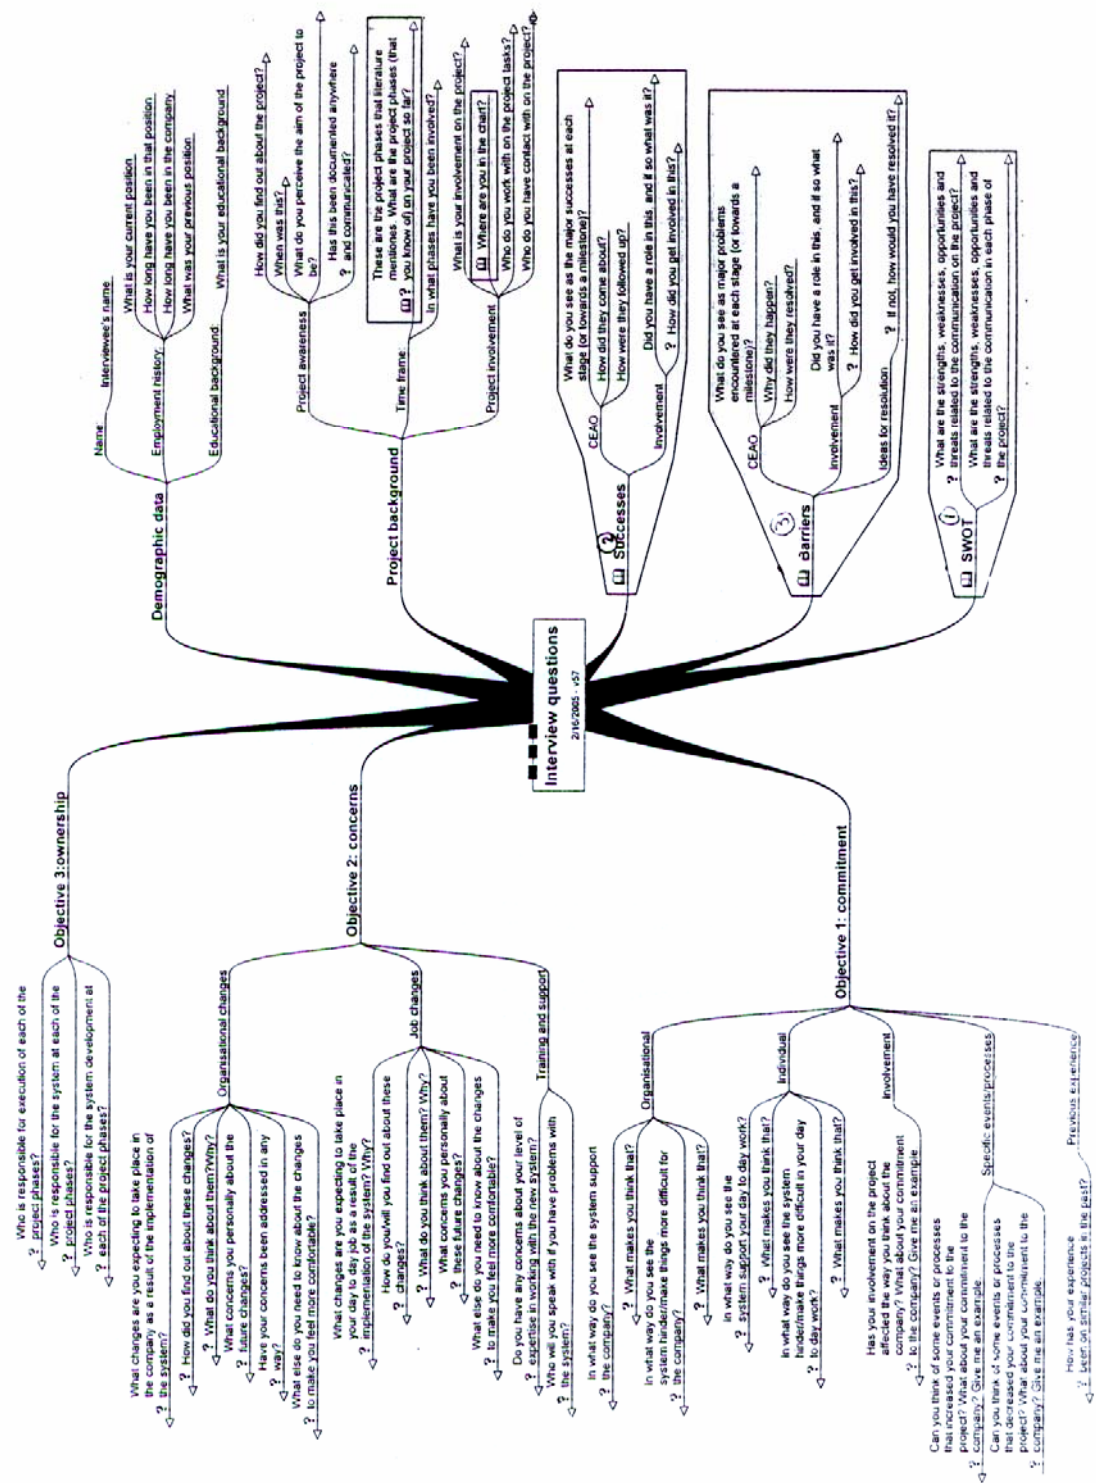 Interview questions
2/16/2005 - v57
Demographic data
Name:
Interviewee's name
Employment history:
What is your current position
How long have you been in that position
How long have you been in the company
What was your previous position
Educational background:
What is your educational background
Project background
Project awareness
How did you find out about the project?
When was this?
What do you perceive the aim of the project to
be?
Has this been documented anywhere
? and communicated?
Time frame:
These are the project phases that literature
mentiones. What are the project phases (that
? you know of) on your project so far?
In what phases have you been involved?
Project involvement
What is your involvement on the project?
Where are you in the chart?
Who do you work with on the project tasks?
Who do you have contact with on the project?
2
Successes
CEAO
What do you see as the major successes at each
stage (or towards a milestone)?
How did they come about?
How were they followed up?
Involvement
Did you have a role in this, and if so what was it?
? How did you get involved in this?
3
Barriers
CEAO
What do you see as major problems
encountered at each stage (or towards a
milestone)?
Why did they happen?
How were they resolved?
Involvement
Did you have a role in this, and if so what
was it?
? How did you get involved in this?
Ideas for resolution
? If not, how would you have resolved it?
1
SWOT
What are the strengths, weaknesses, opportunities and
? threats related to the communication on the project?
What are the strengths, weaknesses, opportunities and
threats related to the communication in each phase of
? the project?
Objective 3:ownership
Who is responsible for execution of each of the
? project phases?
Who is responsible for the system at each of the
? project phases?
Who is responsible for the system development at
? each of the project phases?
Objective 2: concerns
Organisational changes
What changes are you expecting to take place in
the company as a result of the implementation of
? the system?
? How did you find out about these changes?
? What do you think about them?Why?
What concerns you personally about the
? future changes?
Have your concerns been addressed in any
? way?
What else do you need to know about the changes
? to make you feel more comfortable?
Job changes
What changes are you expecting to take place in
your day to day job as a result of the
? implementation of the system? Why?
How do you/will you find out about these
? changes?
? What do you think about them? Why?
What concerns you personally about
? these future changes?
What else do you need to know about the changes
? to make you feel more comfortable?
Training and support
Do you have any concerns about your level of
? expertise in working with the new system?
Who will you speak with if you have problems with
? the system?
Objective 1: commitment
Organisational
In what way do you see the system support
? the company?
? What makes you think that?
In what way do you see the
system hinder/make things more difficult for
? the company?
? What makes you think that?
Individual
In what way do you see the
? system support your day to day work?
? What makes you think that?
In what way do you see the system
hinder/make things more difficult in your day
? to day work?
? What makes you think that?
Involvement
Has your involvement on the project
affected the way you think about the
company? What about your commitment
? to the company? Give me an example
Specific events/processes
Can you think of some events or processes
that increased your commitment to the
project? What about your commitment to the
? company? Give me an example
Can you think of some events or processes
that decreased your commitment to the
project? What about your commitment to the
? company? Give me an example
Previous experience
How has your experience
? been on similar projects in the past?